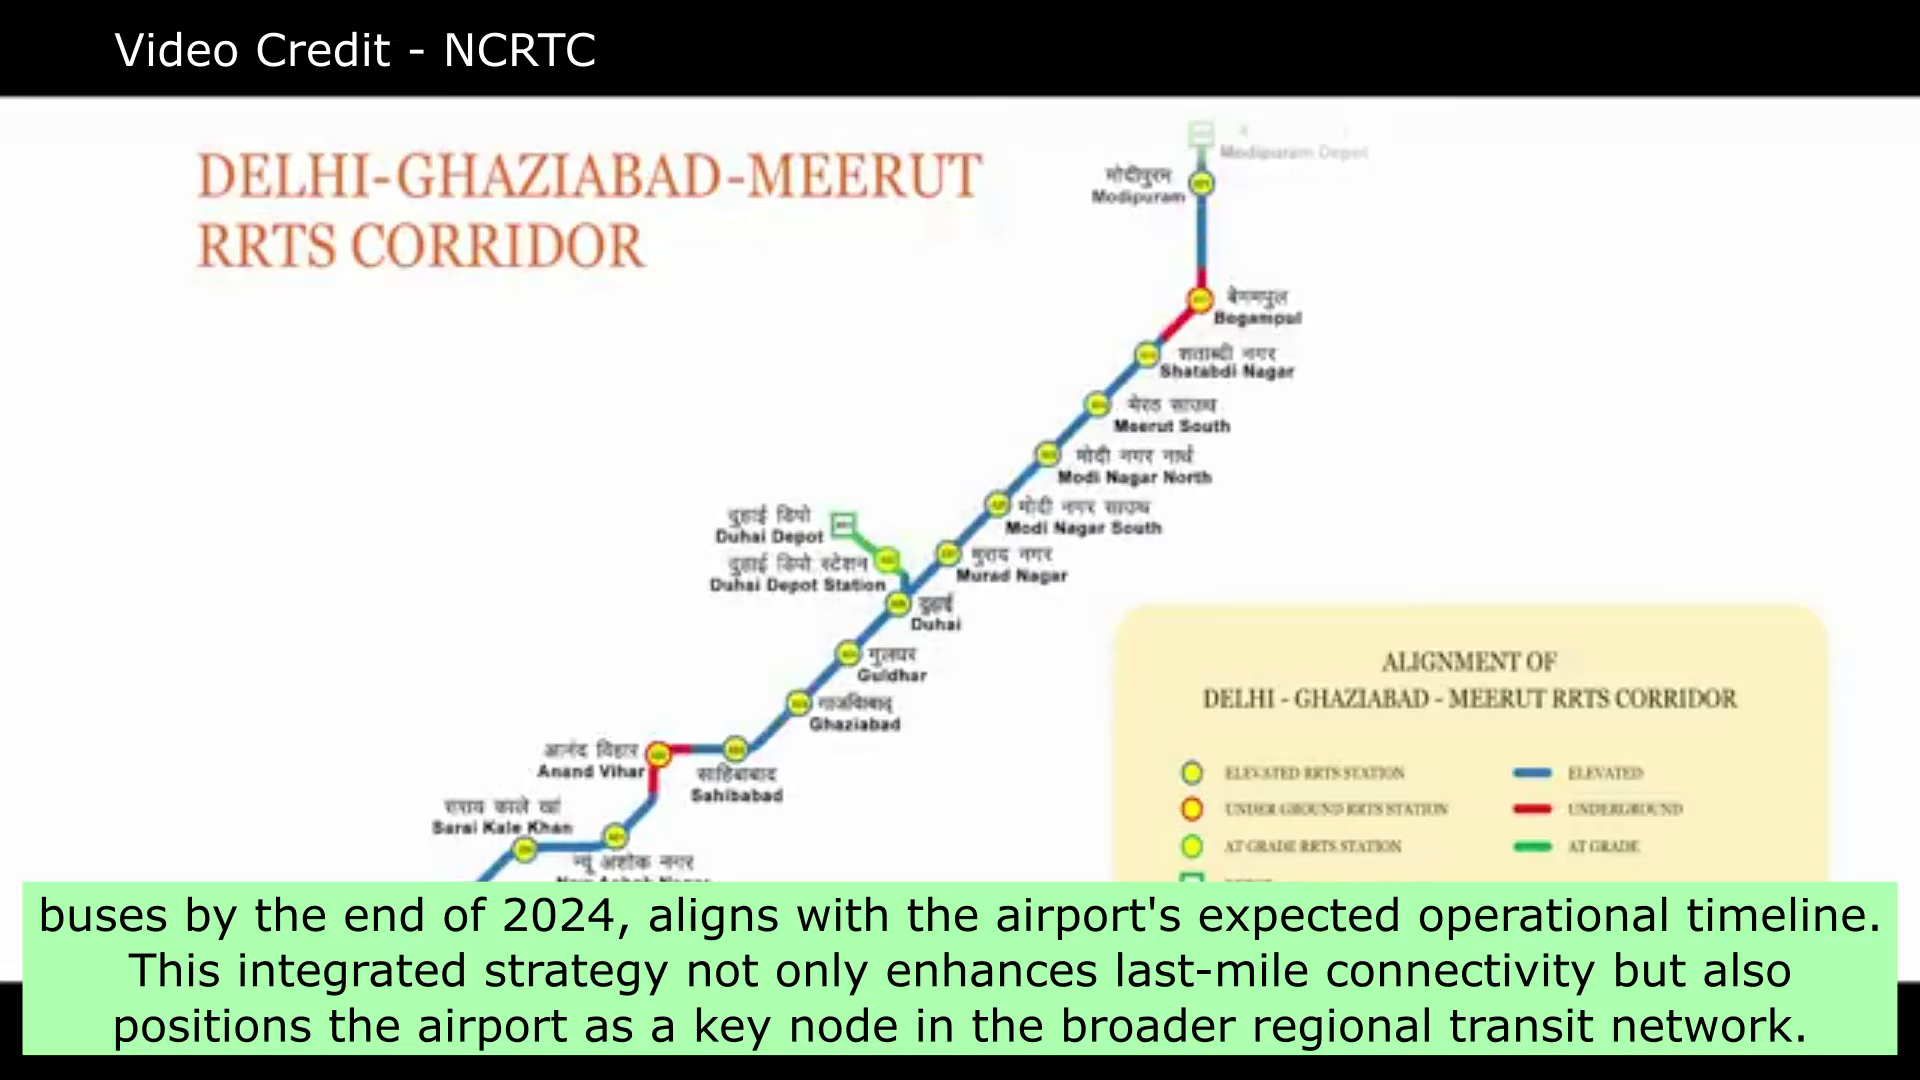 Video Credit - NCRTC
DELHI-GHAZIABAD-MEERUT
RRTS CORRIDOR
Modipuram Depot
मोदीपुरम
Modipuram
बेगमपुल
Begampul
शताब्दी नगर
Shatabdi Nagar
मेरठ साउथ
Meerut South
मोदी नगर नार्थ
Modi Nagar North
मोदी नगर साउथ
Modi Nagar South
दुहाई डिपो
Duhai Depot
दुहाई डिपो स्टेशन
Duhai Depot Station
मुराद नगर
Murad Nagar
दुहाई
Duhai
गुलधर
Guldhar
गाजियाबाद
Ghaziabad
आनंद विहार
Anand Vihar
साहिबाबाद
Sahibabad
सराय काले खां
Sarai Kale Khan
न्यू अशोक नगर
ALIGNMENT OF
DELHI - GHAZIABAD - MEERUT RRTS CORRIDOR
ELEVATED RRTS STATION
ELEVATED
UNDER GROUND RRTS STATION
UNDERGROUND
AT GRADE RRTS STATION
AT GRADE
buses by the end of 2024, aligns with the airport's expected operational timeline.
This integrated strategy not only enhances last-mile connectivity but also
positions the airport as a key node in the broader regional transit network.